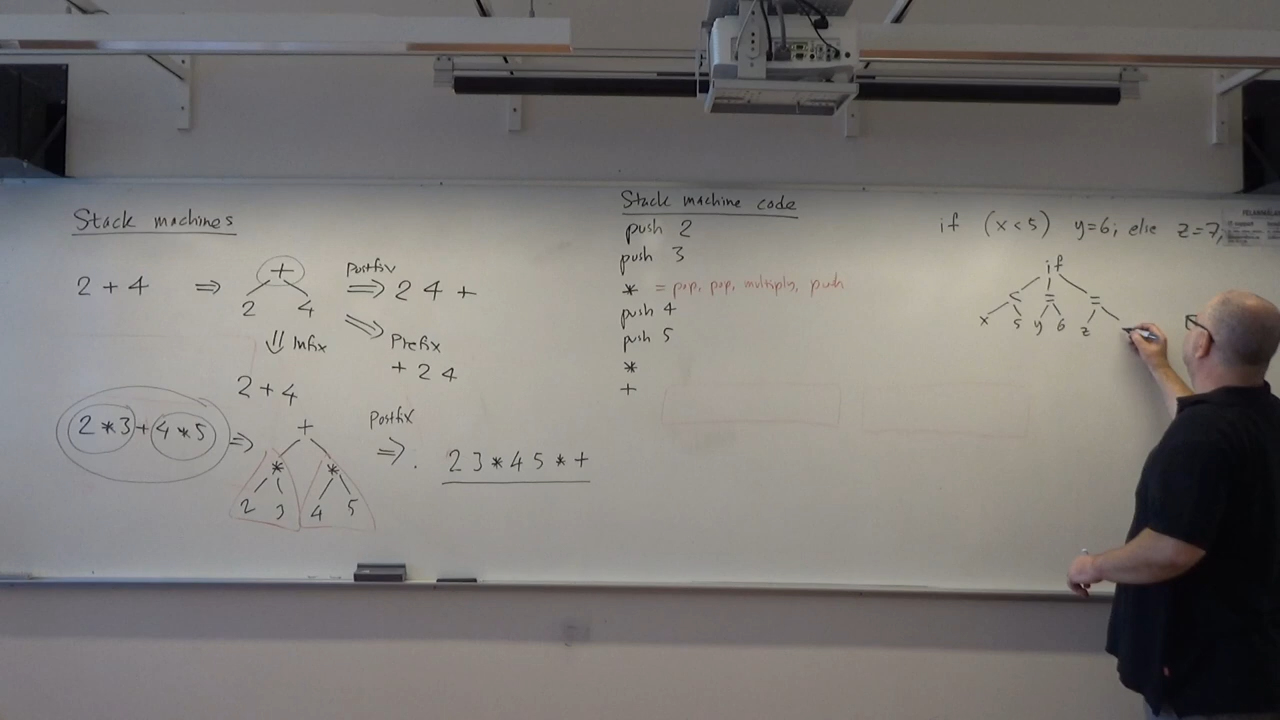 Stack machines
2 + 4 ⇒
+
2 4
Postfix
⇒ 2 4 +
⇓ Infix
2 + 4
⇒ Prefix
+ 2 4
2 * 3 + 4 * 5 ⇒
+
* *
2 3 4 5
Postfix
⇒ . 2 3 * 4 5 * +
Stack machine code
push 2
push 3
* = pop, pop, multiply, push
push 4
push 5
*
+
if (x<5) y=6; else z=7;
if
< = =
x 5 y 6 z
FELANMÄLAN